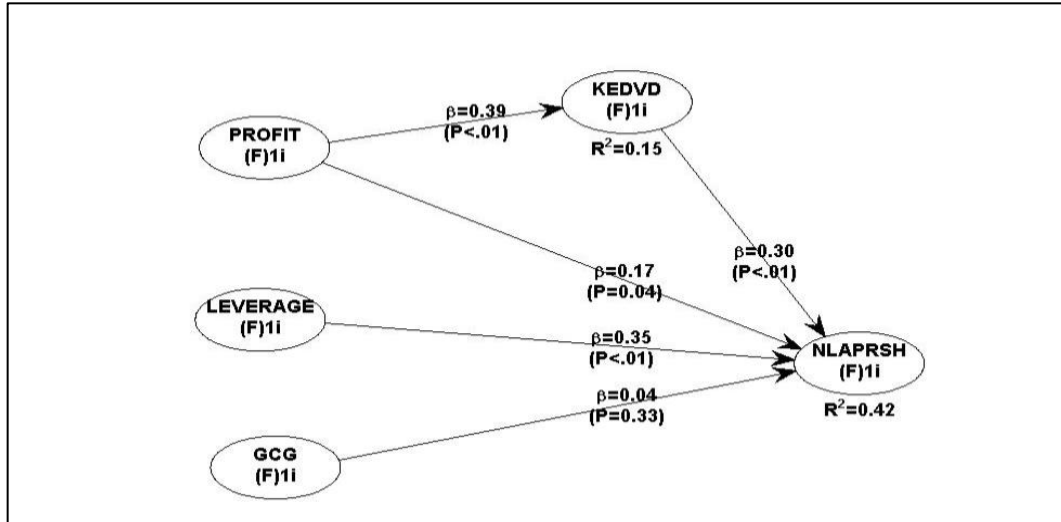 KEDVD
(F)1i
R²=0.15
β=0.39
(P<.01)
PROFIT
(F)1i
β=0.30
(P<.01)
β=0.17
(P=0.04)
LEVERAGE
(F)1i
β=0.35
(P<.01)
NLAPRSH
(F)1i
R²=0.42
β=0.04
(P=0.33)
GCG
(F)1i